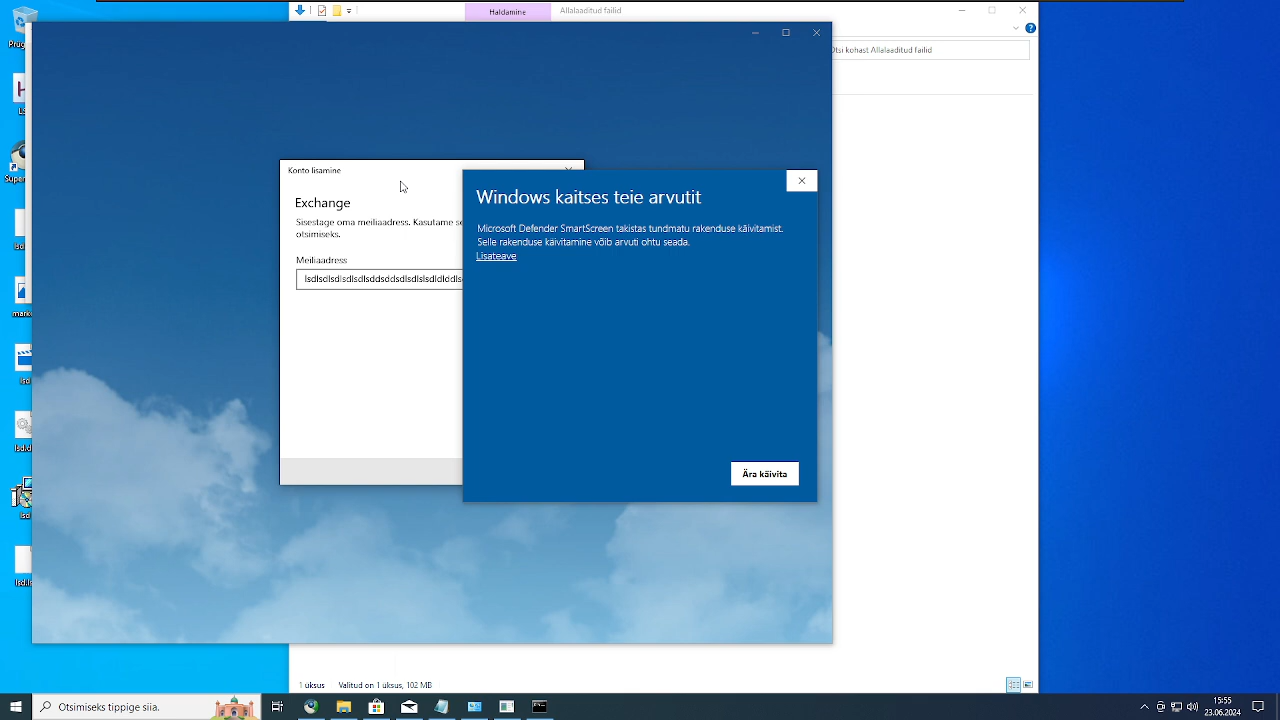 Haldamine
Allalaaditud failid
Otsi kohast Allalaaditud failid
Konto lisamine
Exchange
Sisestage oma meiliaadress. Kasutame
otsimiseks.
Meiliaadress
Windows kaitses teie arvutit
Microsoft Defender SmartScreen takistas tundmatu rakenduse käivitamist.
Selle rakenduse käivitamine võib arvuti ohtu seada.
Lisateave
Ära käivita
1 üksus Valitud on 1 üksus, 102 MB
Otsimiseks tippige siia.
15:55
23.06.2024